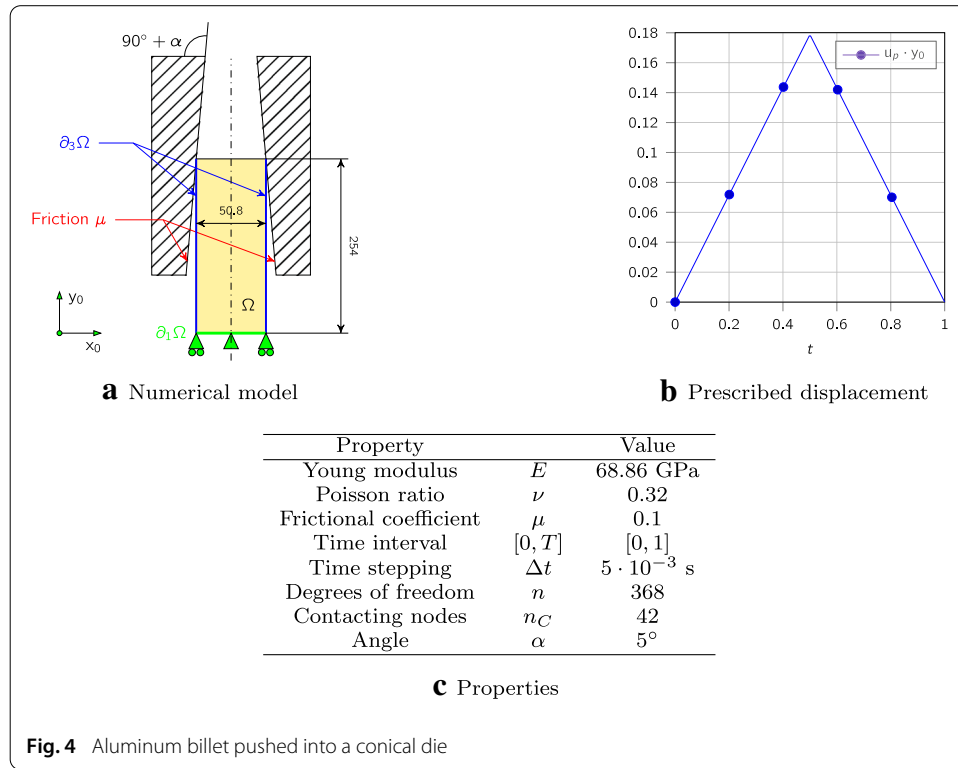 90° + α
∂₃Ω
Friction μ
50.8
254
Ω
y₀
x₀
∂₁Ω
a Numerical model
0.18
0.16
0.14
0.12
0.1
0.08
0.06
0.04
0.02
0
0 0.2 0.4 0.6 0.8 1
t
uₚ · y₀
b Prescribed displacement
Property Value
Young modulus E 68.86 GPa
Poisson ratio ν 0.32
Frictional coefficient μ 0.1
Time interval [0, T] [0, 1]
Time stepping Δt 5 · 10⁻³ s
Degrees of freedom n 368
Contacting nodes n_C 42
Angle α 5°
c Properties
Fig. 4 Aluminum billet pushed into a conical die